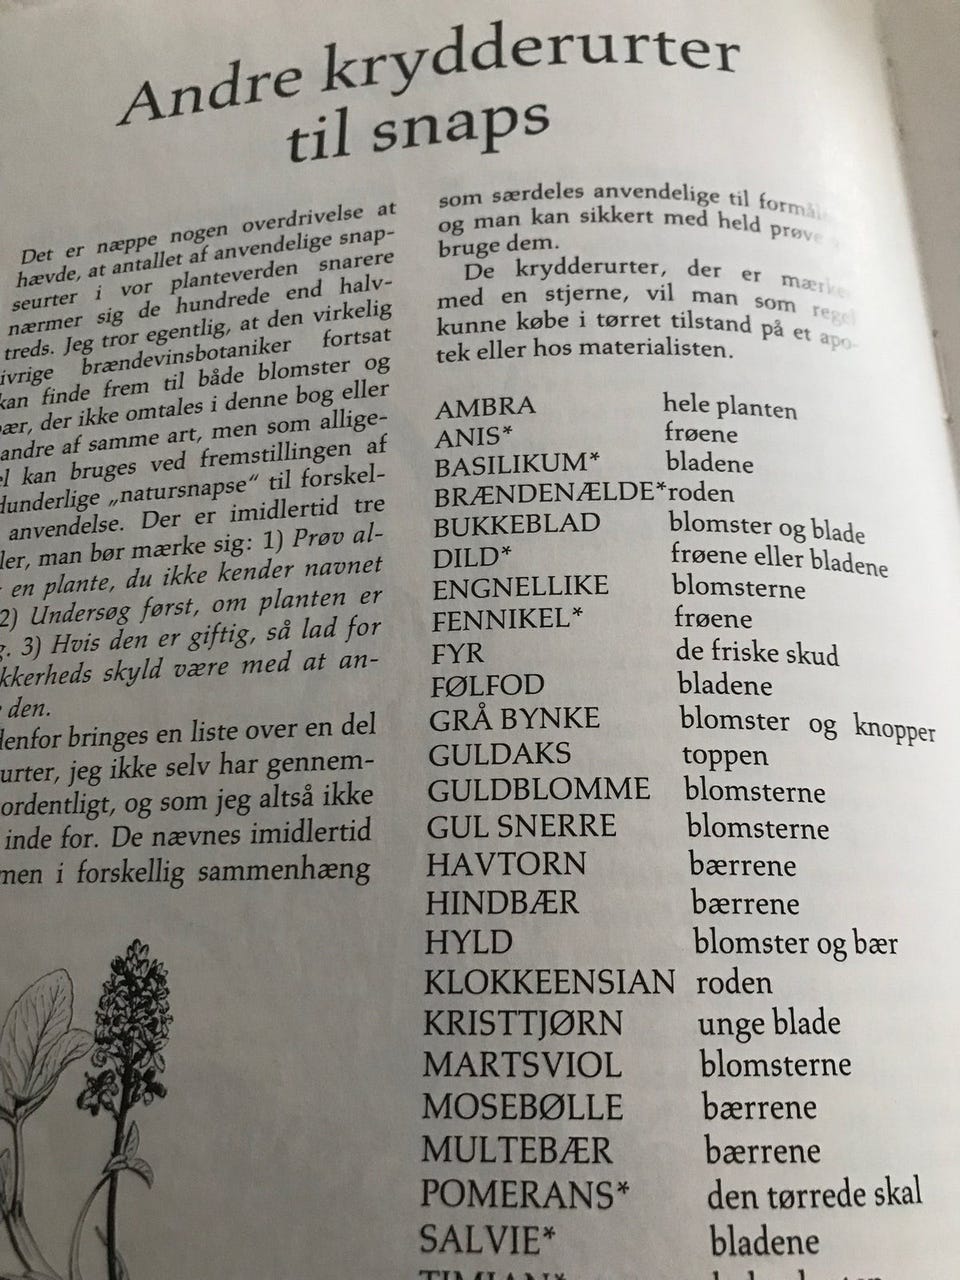 Andre krydderurter
til snaps
Det er næppe nogen overdrivelse at
hævde, at antallet af anvendelige snap-
seurter i vor planteverden snarere
nærmer sig de hundrede end halv-
treds. Jeg tror egentlig, at den virkelig
ivrige brændevinsbotaniker fortsat
kan finde frem til både blomster og
bær, der ikke omtales i denne bog eller
andre af samme art, men som allige-
kan bruges ved fremstillingen af
„natursnapse“ til forskel-
anvendelse. Der er imidlertid tre
man bør mærke sig: 1) Prøv al-
en plante, du ikke kender navnet
2) Undersøg først, om planten er
3) Hvis den er giftig, så lad for
skyld være med at an-
den.
bringes en liste over en del
jeg ikke selv har gennem-
ordentligt, og som jeg altså ikke
inde for. De nævnes imidlertid
i forskellig sammenhæng
som særdeles anvendelige til
og man kan sikkert med held prøve
bruge dem.
De krydderurter, der er
med en stjerne, vil man som
kunne købe i tørret tilstand på et apo-
tek eller hos materialisten.
AMBRA hele planten
ANIS* frøene
BASILIKUM* bladene
BRÆNDENÆLDE* roden
BUKKEBLAD blomster og blade
DILD* frøene eller bladene
ENGNELLIKE blomsterne
FENNIKEL* frøene
FYR de friske skud
FØLFOD bladene
GRÅ BYNKE blomster og knopper
GULDAKS toppen
GULDBLOMME blomsterne
GUL SNERRE blomsterne
HAVTORN bærrene
HINDBÆR bærrene
HYLD blomster og bær
KLOKKEENSIAN roden
KRISTTJØRN unge blade
MARTSVIOL blomsterne
MOSEBØLLE bærrene
MULTEBÆR bærrene
POMERANS* den tørrede skal
SALVIE* bladene